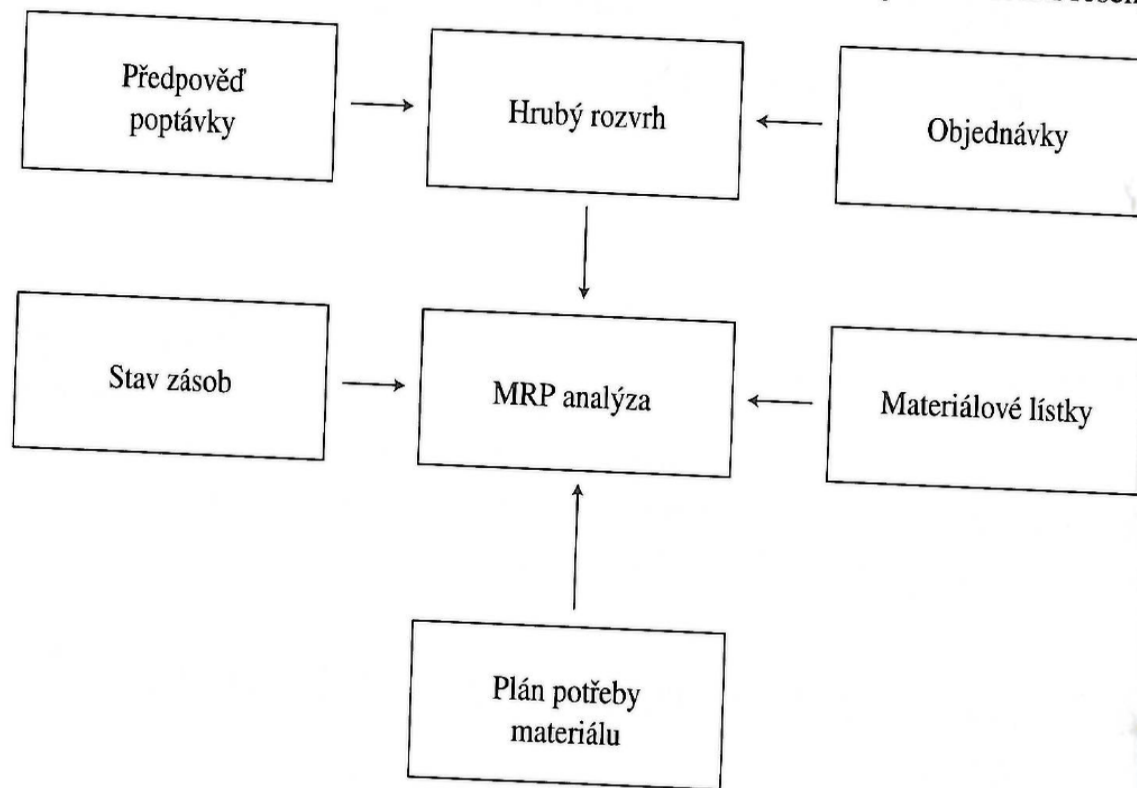 Předpověď
poptávky
Hrubý rozvrh
Objednávky
Stav zásob
MRP analýza
Materiálové lístky
Plán potřeby
materiálu